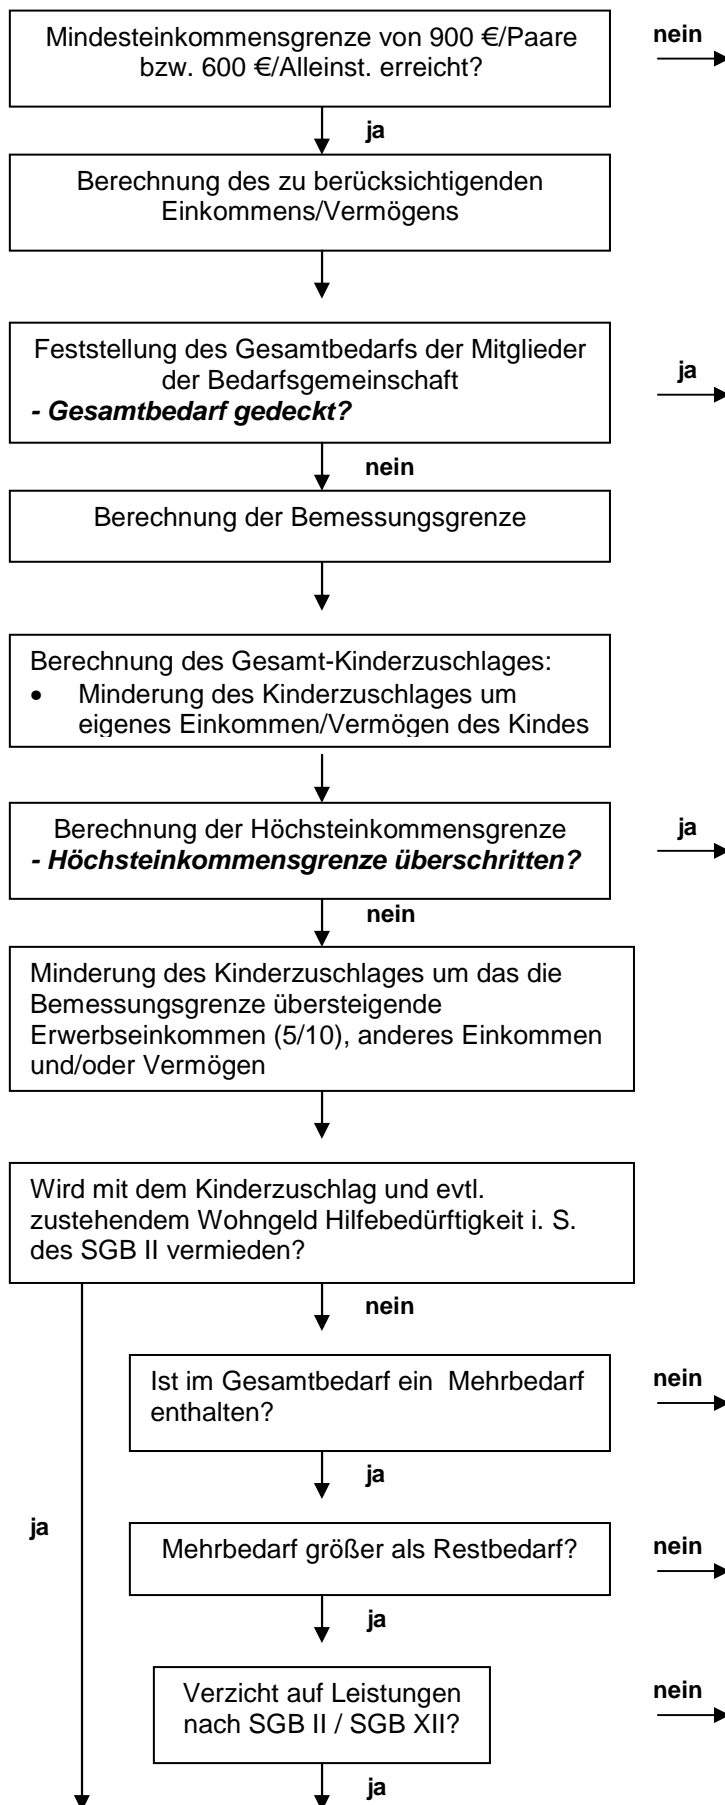 Mindesteinkommensgrenze von 900 €/Paare
bzw. 600 €/Alleinst. erreicht?
nein
ja
Berechnung des zu berücksichtigenden
Einkommens/Vermögens
Feststellung des Gesamtbedarfs der Mitglieder
der Bedarfsgemeinschaft
- Gesamtbedarf gedeckt?
ja
nein
Berechnung der Bemessungsgrenze
Berechnung des Gesamt-Kinderzuschlages:
• Minderung des Kinderzuschlages um
eigenes Einkommen/Vermögen des Kindes
Berechnung der Höchsteinkommensgrenze
- Höchsteinkommensgrenze überschritten?
ja
nein
Minderung des Kinderzuschlages um das die
Bemessungsgrenze übersteigende
Erwerbseinkommen (5/10), anderes Einkommen
und/oder Vermögen
Wird mit dem Kinderzuschlag und evtl.
zustehendem Wohngeld Hilfebedürftigkeit i. S.
des SGB II vermieden?
nein
Ist im Gesamtbedarf ein Mehrbedarf
enthalten?
nein
ja
ja
Mehrbedarf größer als Restbedarf?
nein
ja
Verzicht auf Leistungen
nach SGB II / SGB XII?
nein
ja